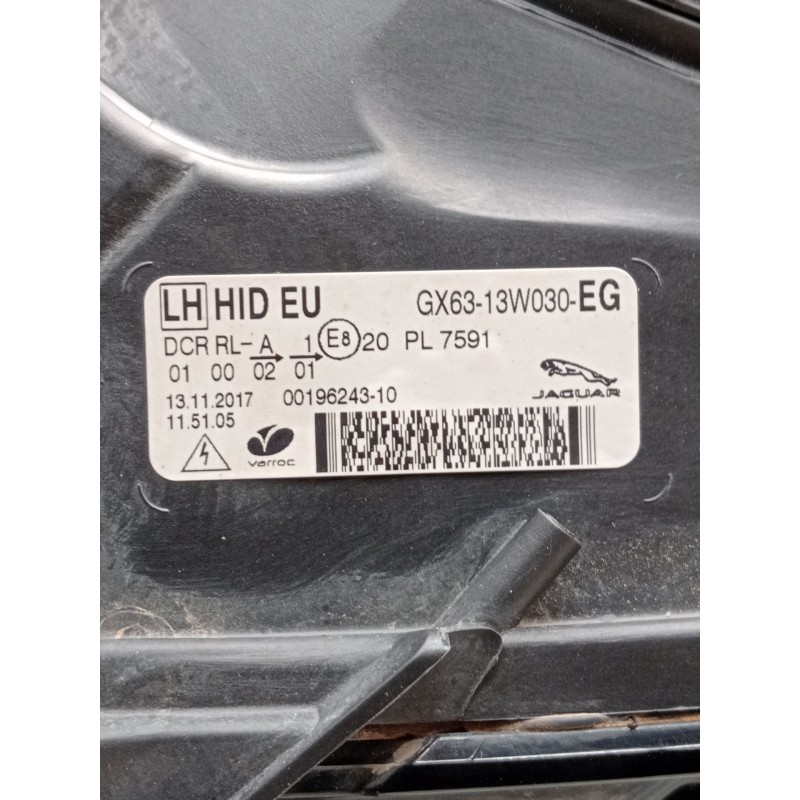 LH HID EU GX63-13W030-EG
DCR RL- A 1 E8 20 PL 7591
01 00 02 01
JAGUAR
13.11.2017 00196243-10
11.51.05
varroc